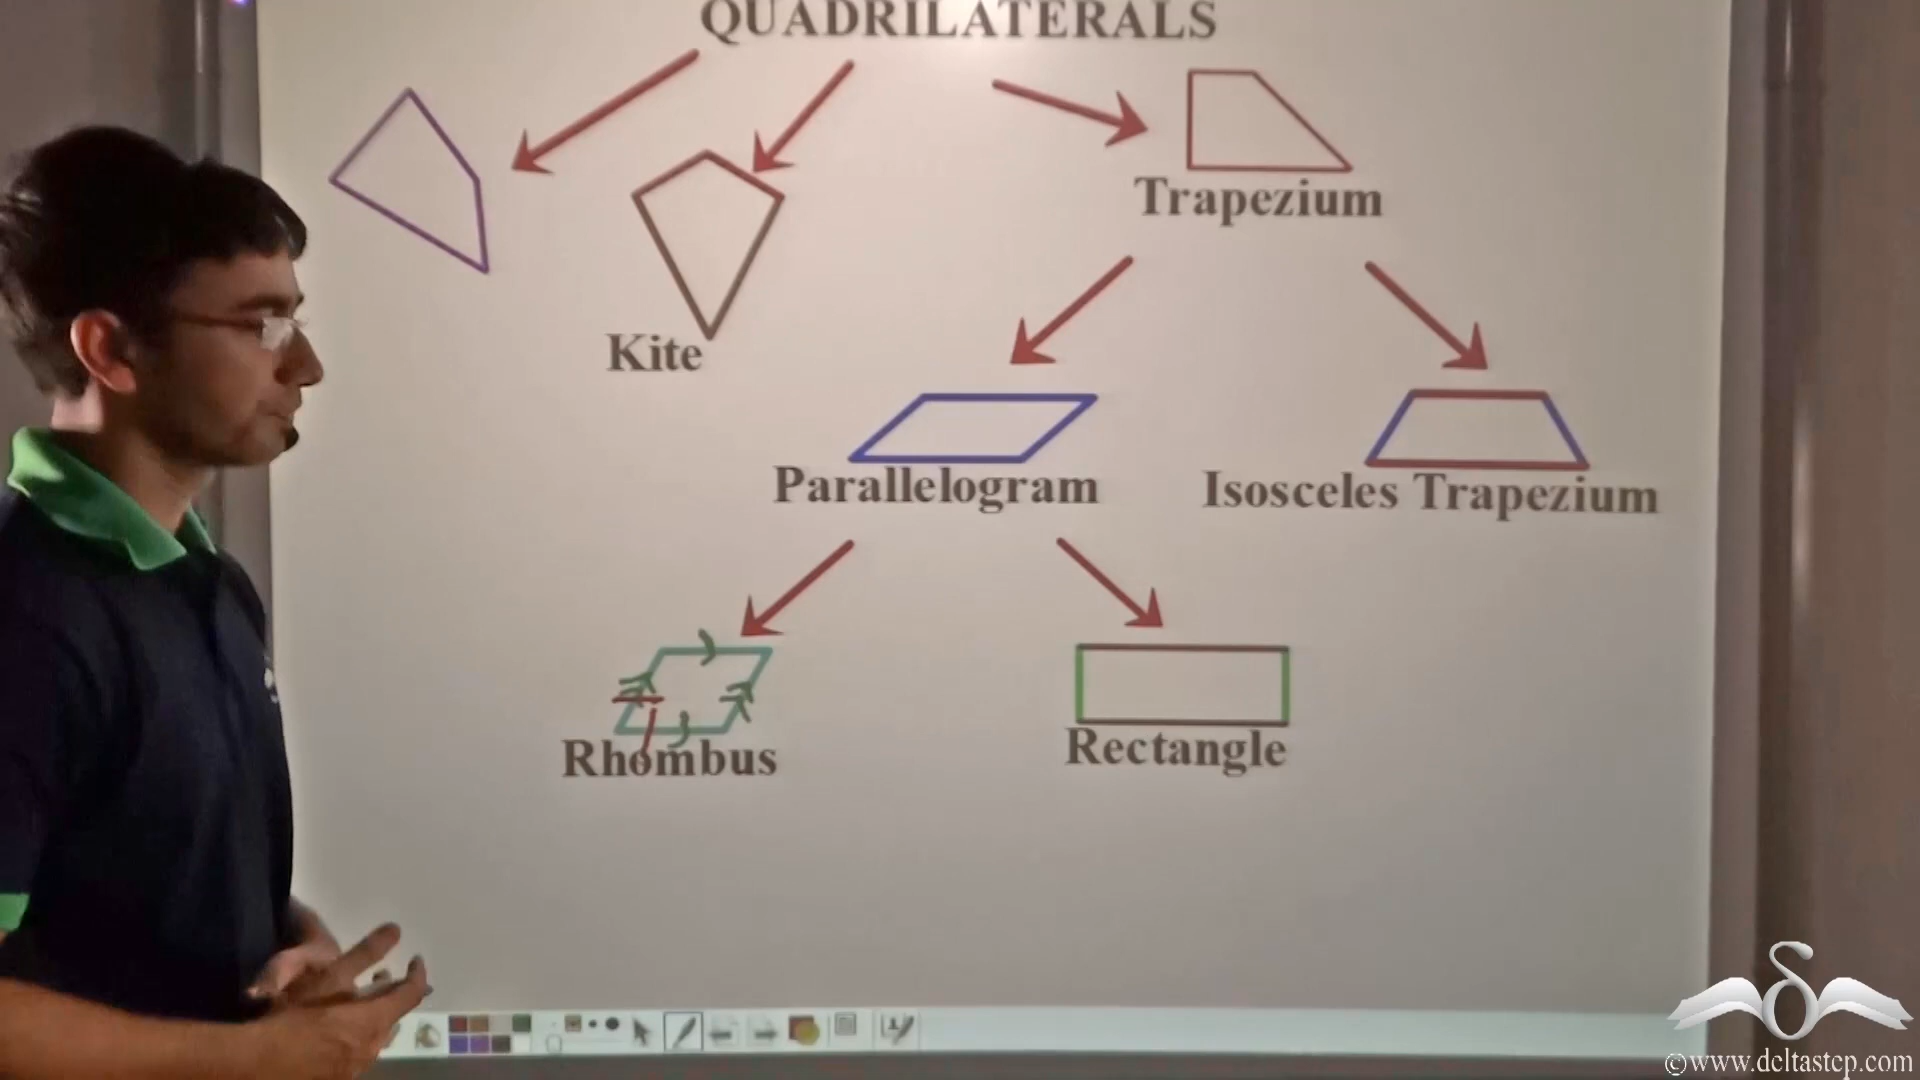 QUADRILATERALS
Trapezium
Kite
Parallelogram
Isosceles Trapezium
Rhombus
Rectangle
©www.deltastep.com